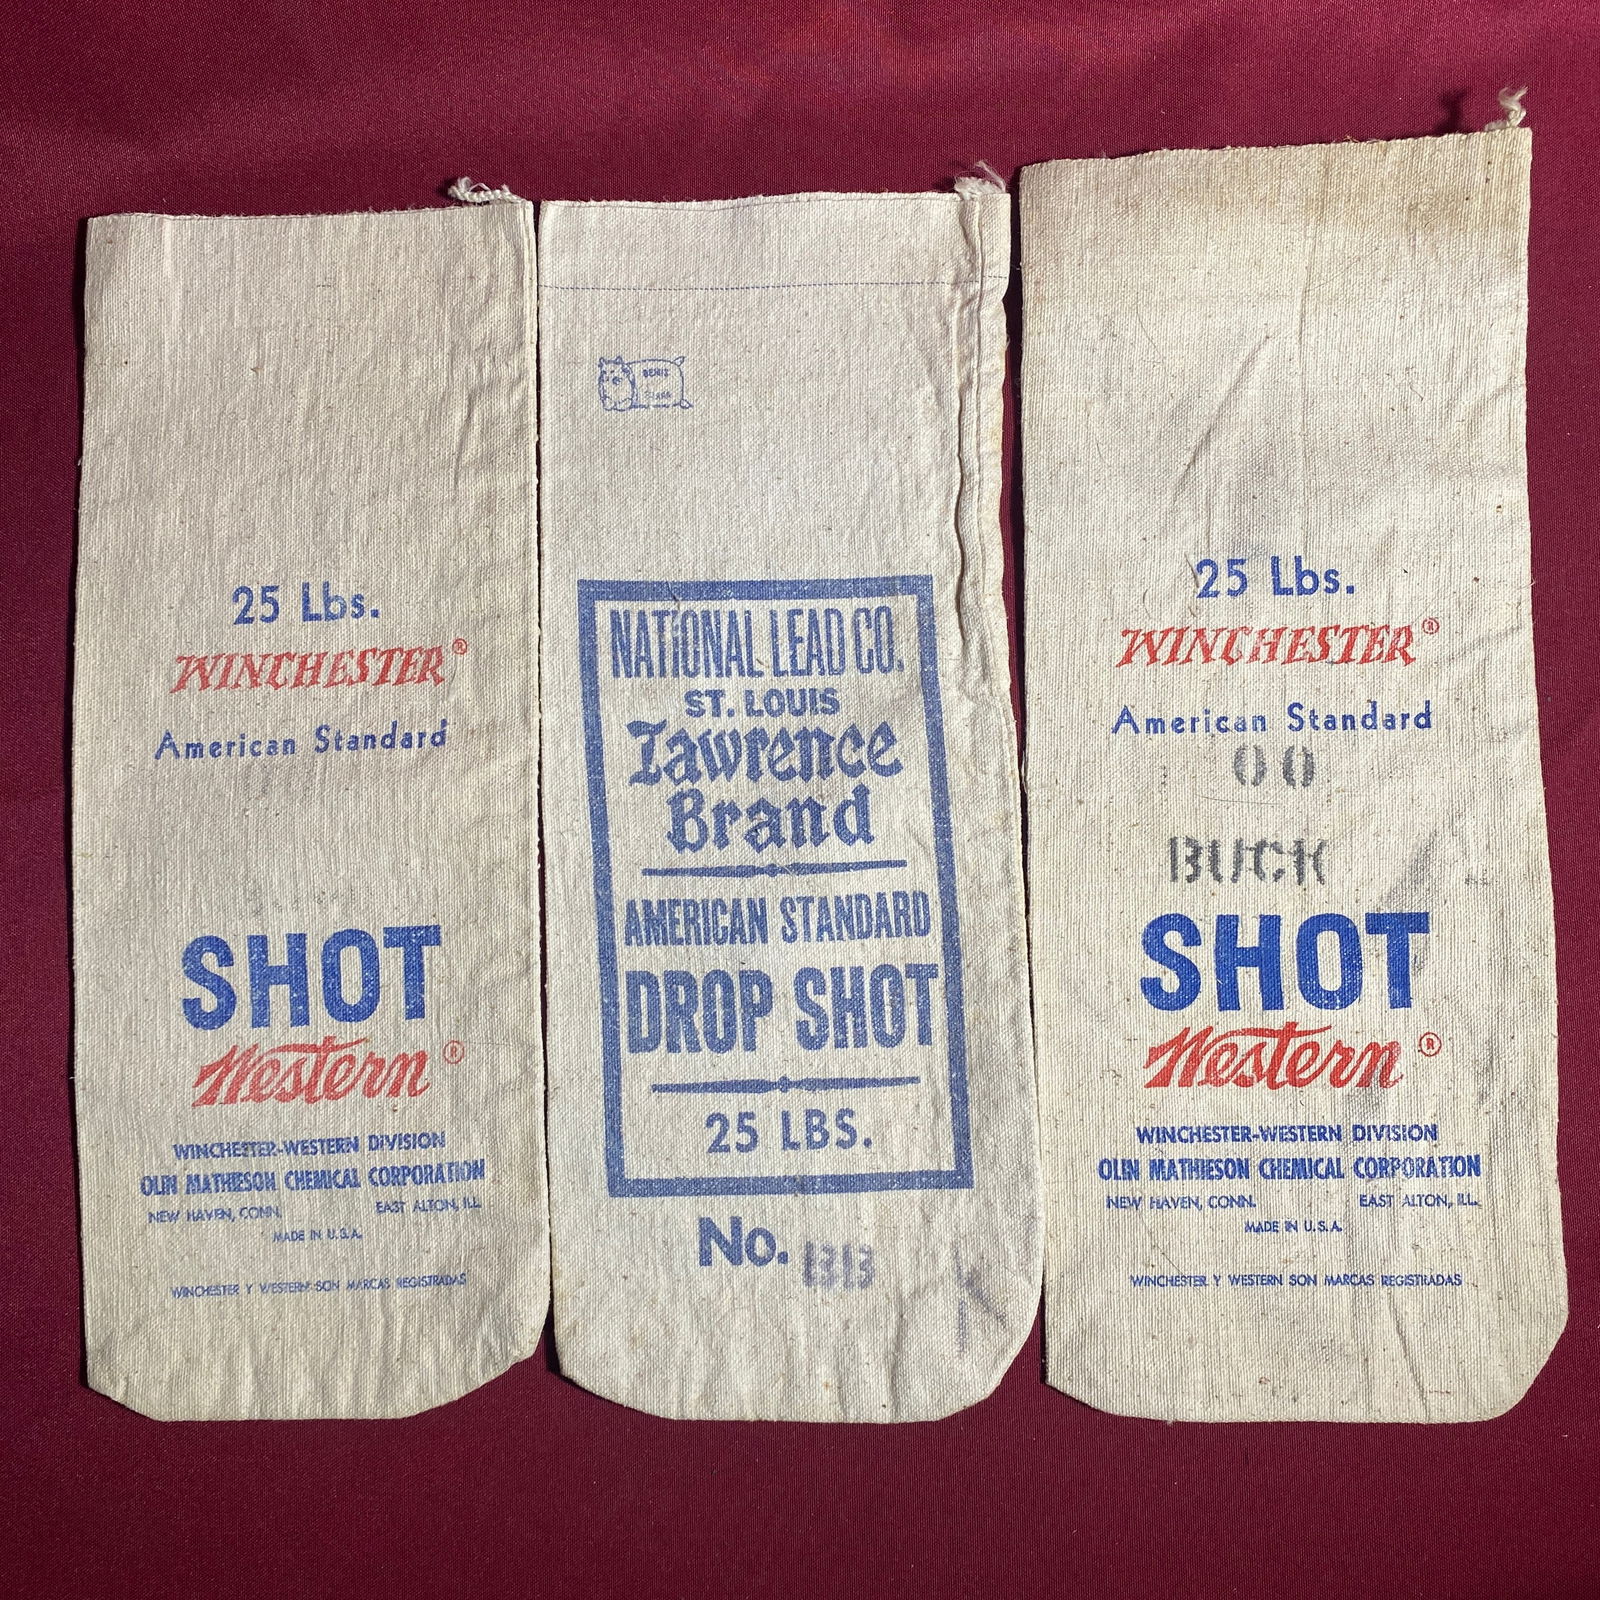 25 Lbs.
WINCHESTER®
American Standard
SHOT
Western®
WINCHESTER-WESTERN DIVISION
OLIN MATHIESON CHEMICAL CORPORATION
NEW HAVEN, CONN. EAST ALTON, ILL.
MADE IN U.S.A.
WINCHESTER Y WESTERN SON MARCAS REGISTRADAS
BEMIS
NATIONAL LEAD CO.
ST. LOUIS
Lawrence
Brand
AMERICAN STANDARD
DROP SHOT
25 LBS.
No.
25 Lbs.
WINCHESTER®
American Standard
00
BUCK
SHOT
Western®
WINCHESTER-WESTERN DIVISION
OLIN MATHIESON CHEMICAL CORPORATION
NEW HAVEN, CONN. EAST ALTON, ILL.
MADE IN U.S.A.
WINCHESTER Y WESTERN SON MARCAS REGISTRADAS